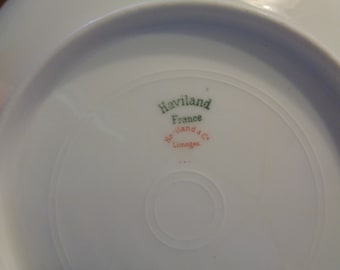 Haviland
France
Haviland & Co
Limoges